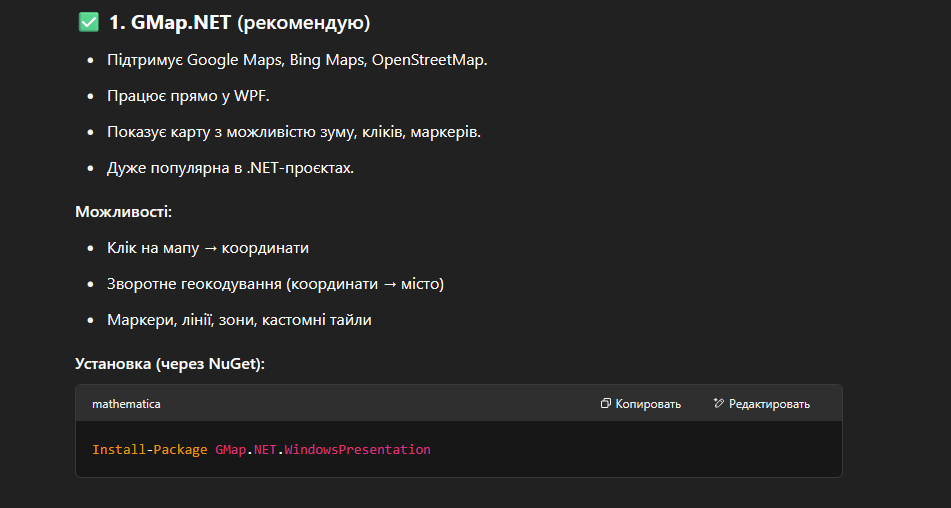 ✅ 1. GMap.NET (рекомендую)
• Підтримує Google Maps, Bing Maps, OpenStreetMap.
• Працює прямо у WPF.
• Показує карту з можливістю зуму, кліків, маркерів.
• Дуже популярна в .NET-проєктах.
Можливості:
• Клік на мапу → координати
• Зворотне геокодування (координати → місто)
• Маркери, лінії, зони, кастомні тайли
Установка (через NuGet):
mathematica Копировать Редактировать
Install-Package GMap.NET.WindowsPresentation